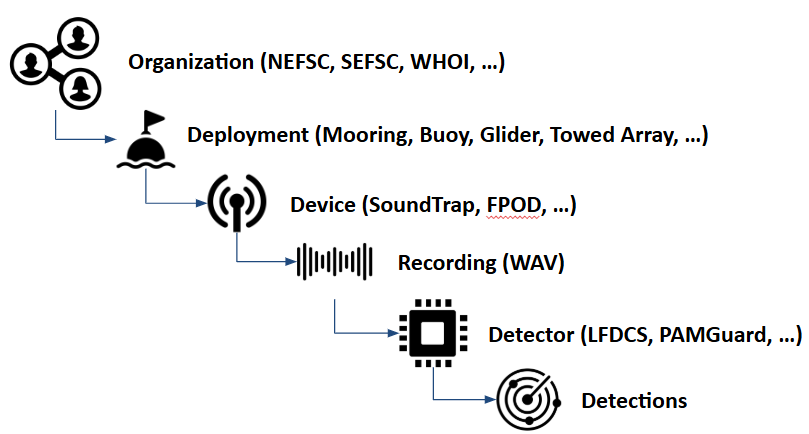 Organization (NEFSC, SEFSC, WHOI, ...)
Deployment (Mooring, Buoy, Glider, Towed Array, ...)
Device (SoundTrap, FPOD, ...)
Recording (WAV)
Detector (LFDCS, PAMGuard, ...)
Detections